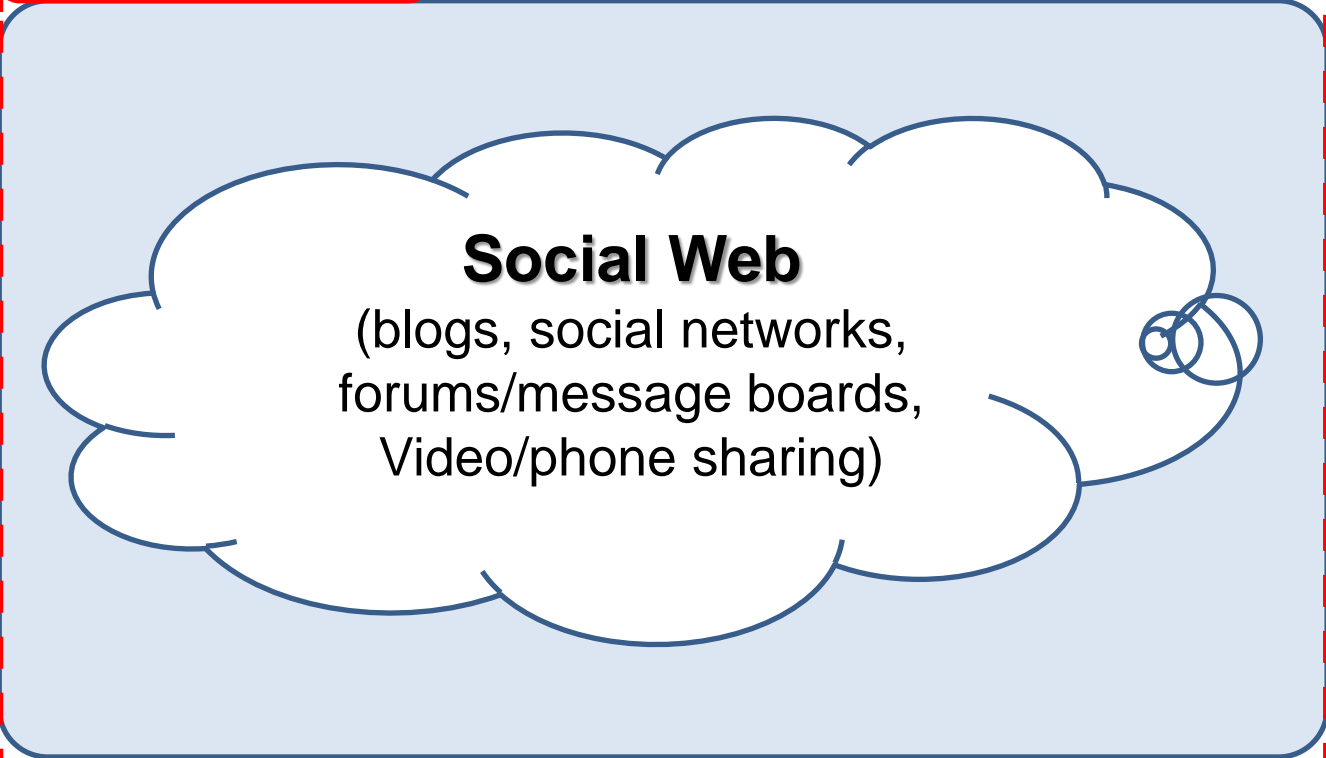 Social Web
(blogs, social networks,
forums/message boards,
Video/phone sharing)